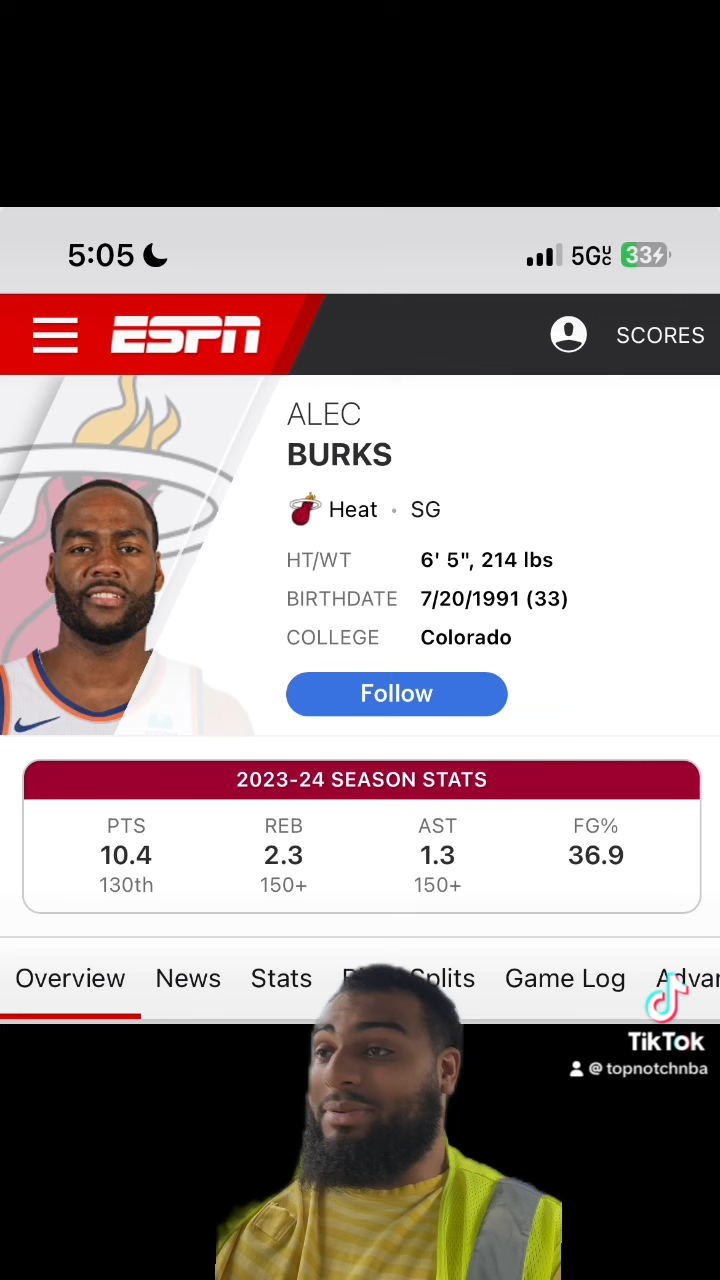 5:05
5G UC 33
ESPN SCORES
ALEC
BURKS
Heat • SG
HT/WT 6' 5", 214 lbs
BIRTHDATE 7/20/1991 (33)
COLLEGE Colorado
Follow
2023-24 SEASON STATS
PTS REB AST FG%
10.4 2.3 1.3 36.9
130th 150+ 150+
Overview News Stats Splits Game Log
TikTok
@topnotchnba